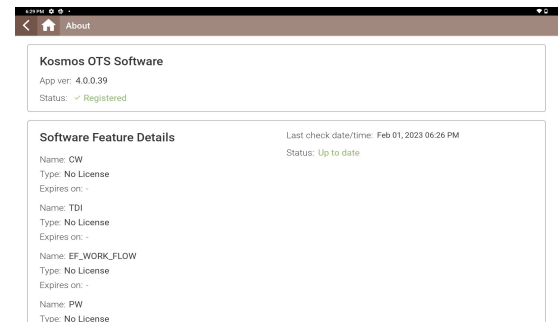 6:29 PM
About
Kosmos OTS Software
App ver: 4.0.0.39
Status: ✓ Registered
Software Feature Details
Name: CW
Type: No License
Expires on: -
Name: TDI
Type: No License
Expires on: -
Name: EF_WORK_FLOW
Type: No License
Expires on: -
Name: PW
Type: No License
Last check date/time: Feb 01, 2023 06:26 PM
Status: Up to date